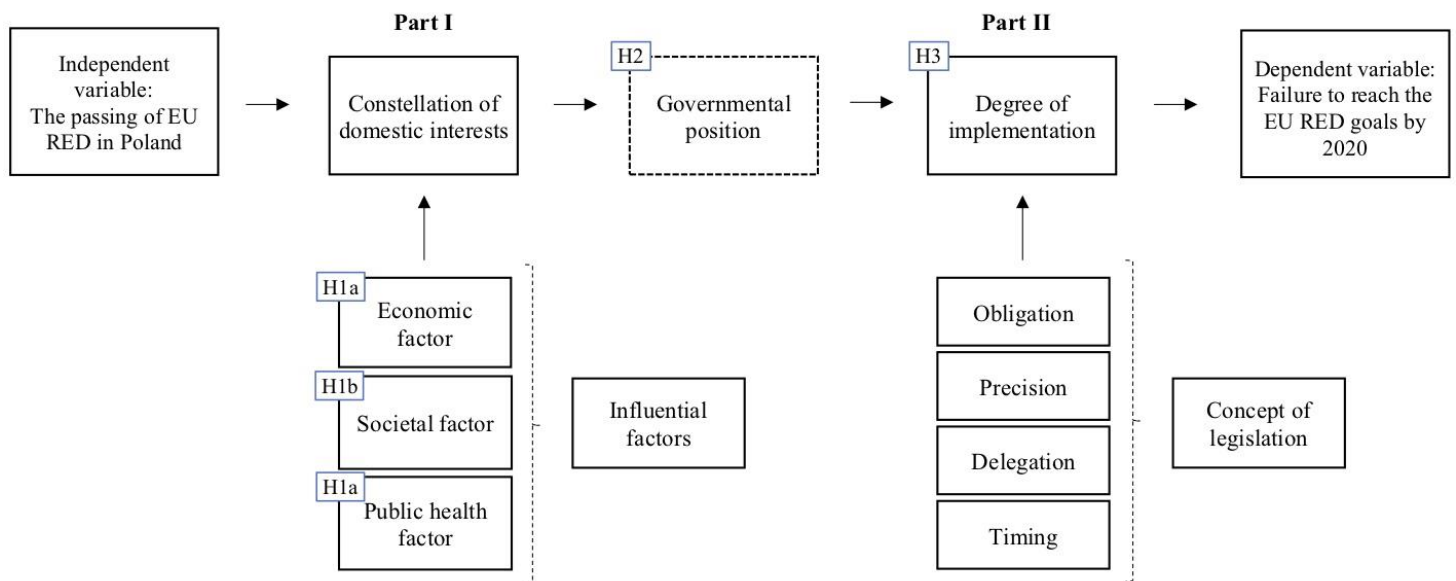 Part I
Part II
Independent
variable:
The passing of EU
RED in Poland
Constellation of
domestic interests
H2
Governmental
position
H3
Degree of
implementation
Dependent variable:
Failure to reach the
EU RED goals by
2020
H1a
Economic
factor
H1b
Societal factor
H1a
Public health
factor
Influential
factors
Obligation
Precision
Delegation
Timing
Concept of
legislation